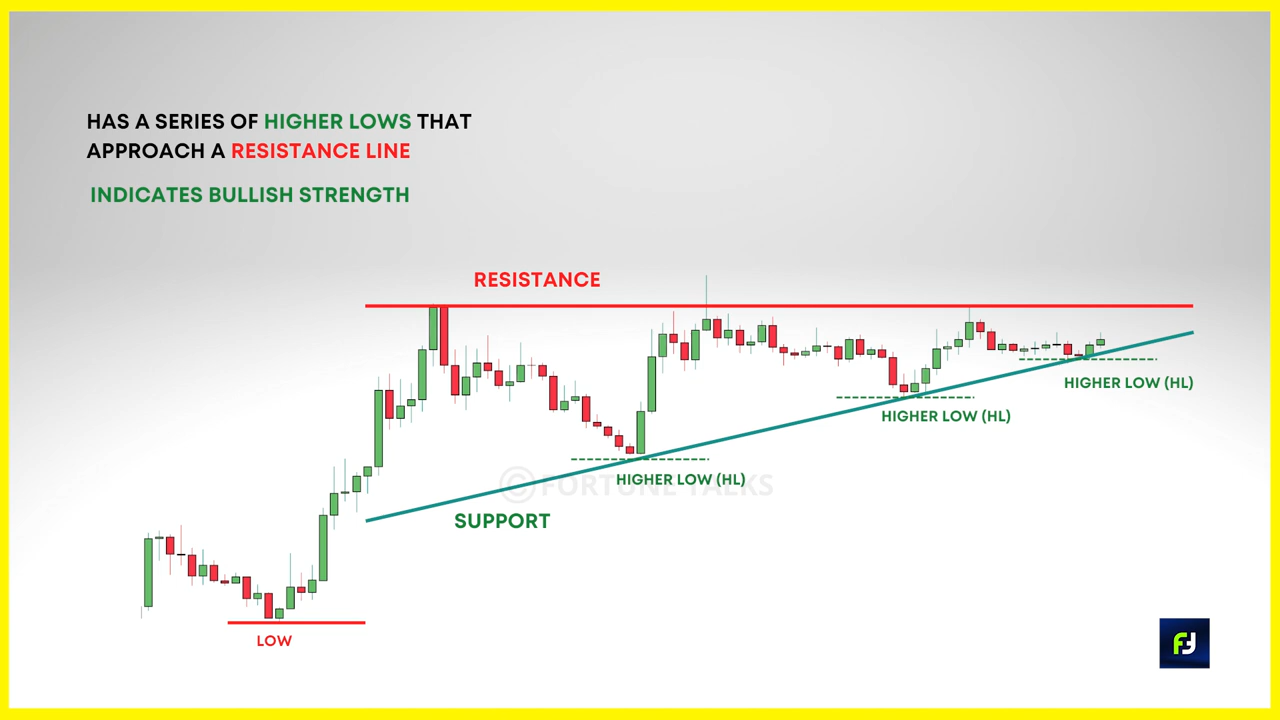 HAS A SERIES OF HIGHER LOWS THAT
APPROACH A RESISTANCE LINE
INDICATES BULLISH STRENGTH
RESISTANCE
HIGHER LOW (HL)
HIGHER LOW (HL)
HIGHER LOW (HL)
©FORTUNE TALKS
SUPPORT
LOW